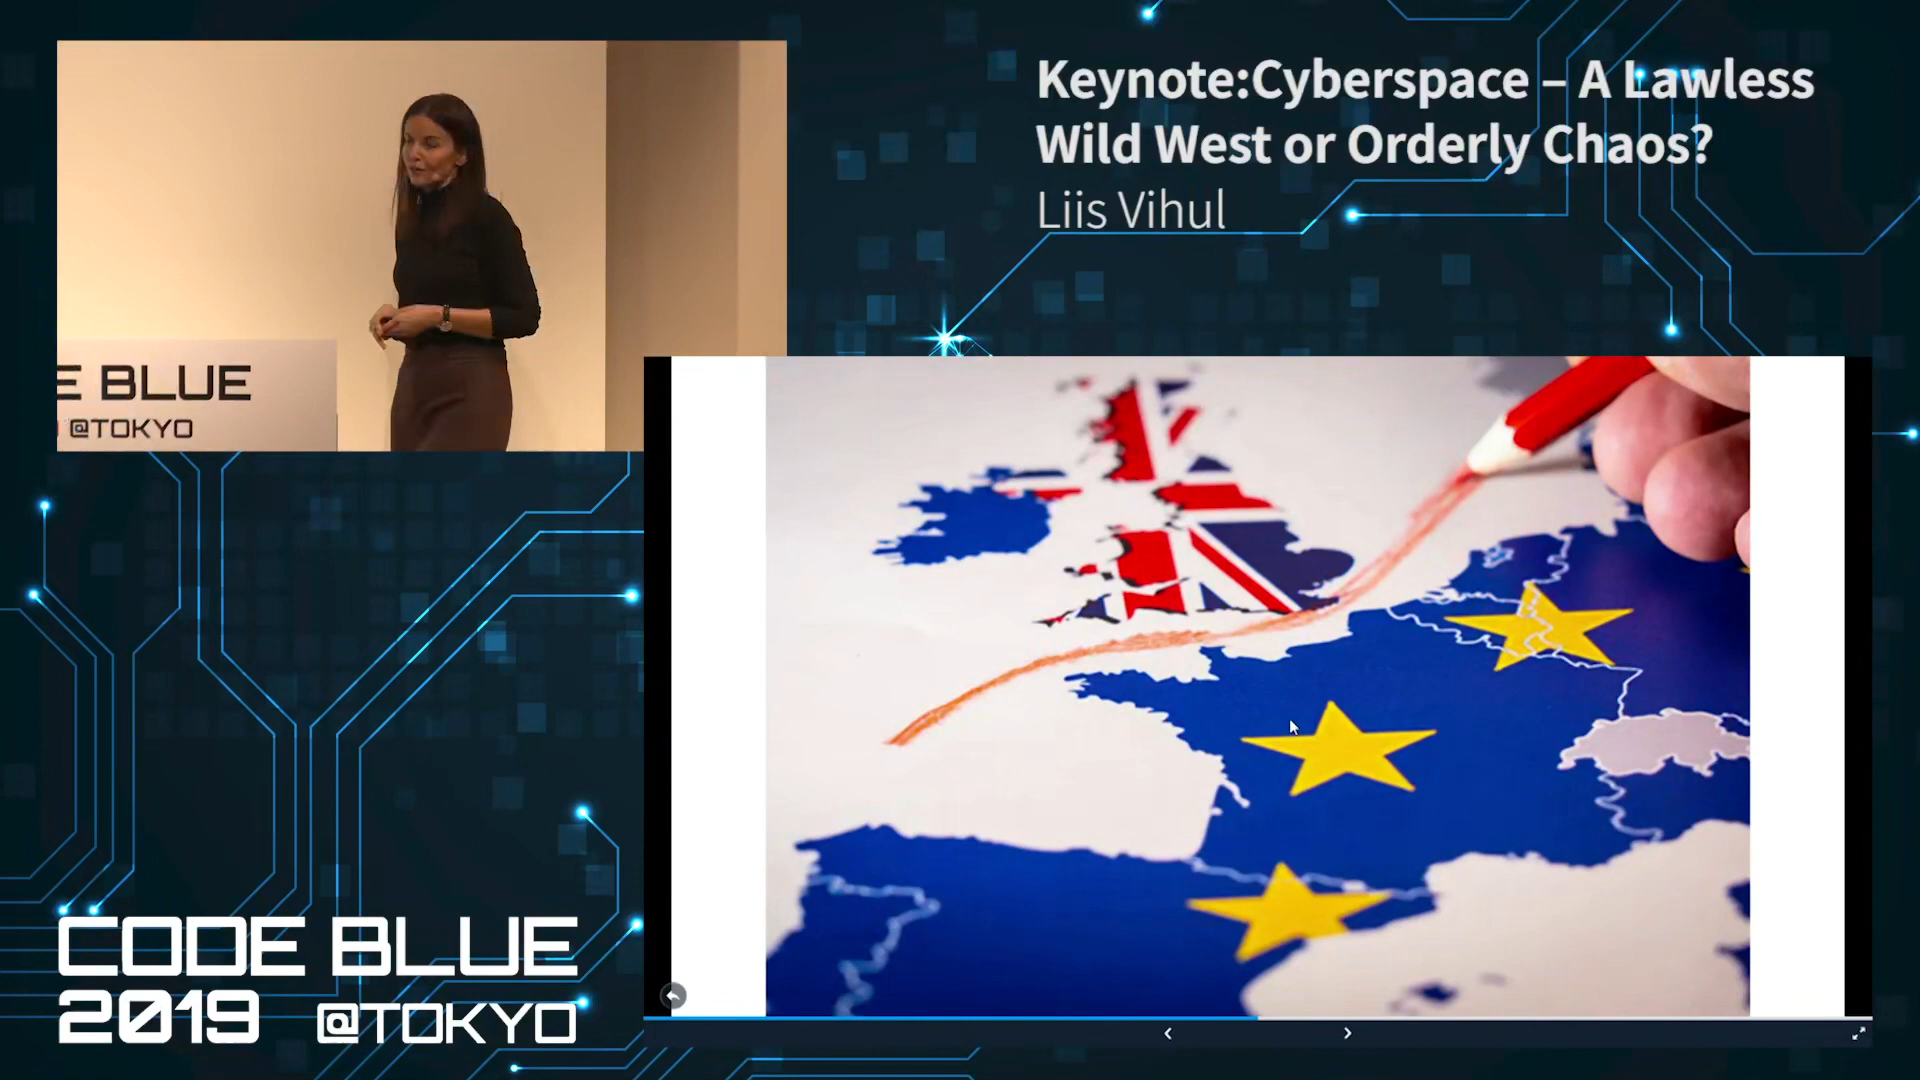 Keynote:Cyberspace – A Lawless
Wild West or Orderly Chaos?
Liis Vihul
E BLUE
@TOKYO
CODE BLUE
2019 @TOKYO